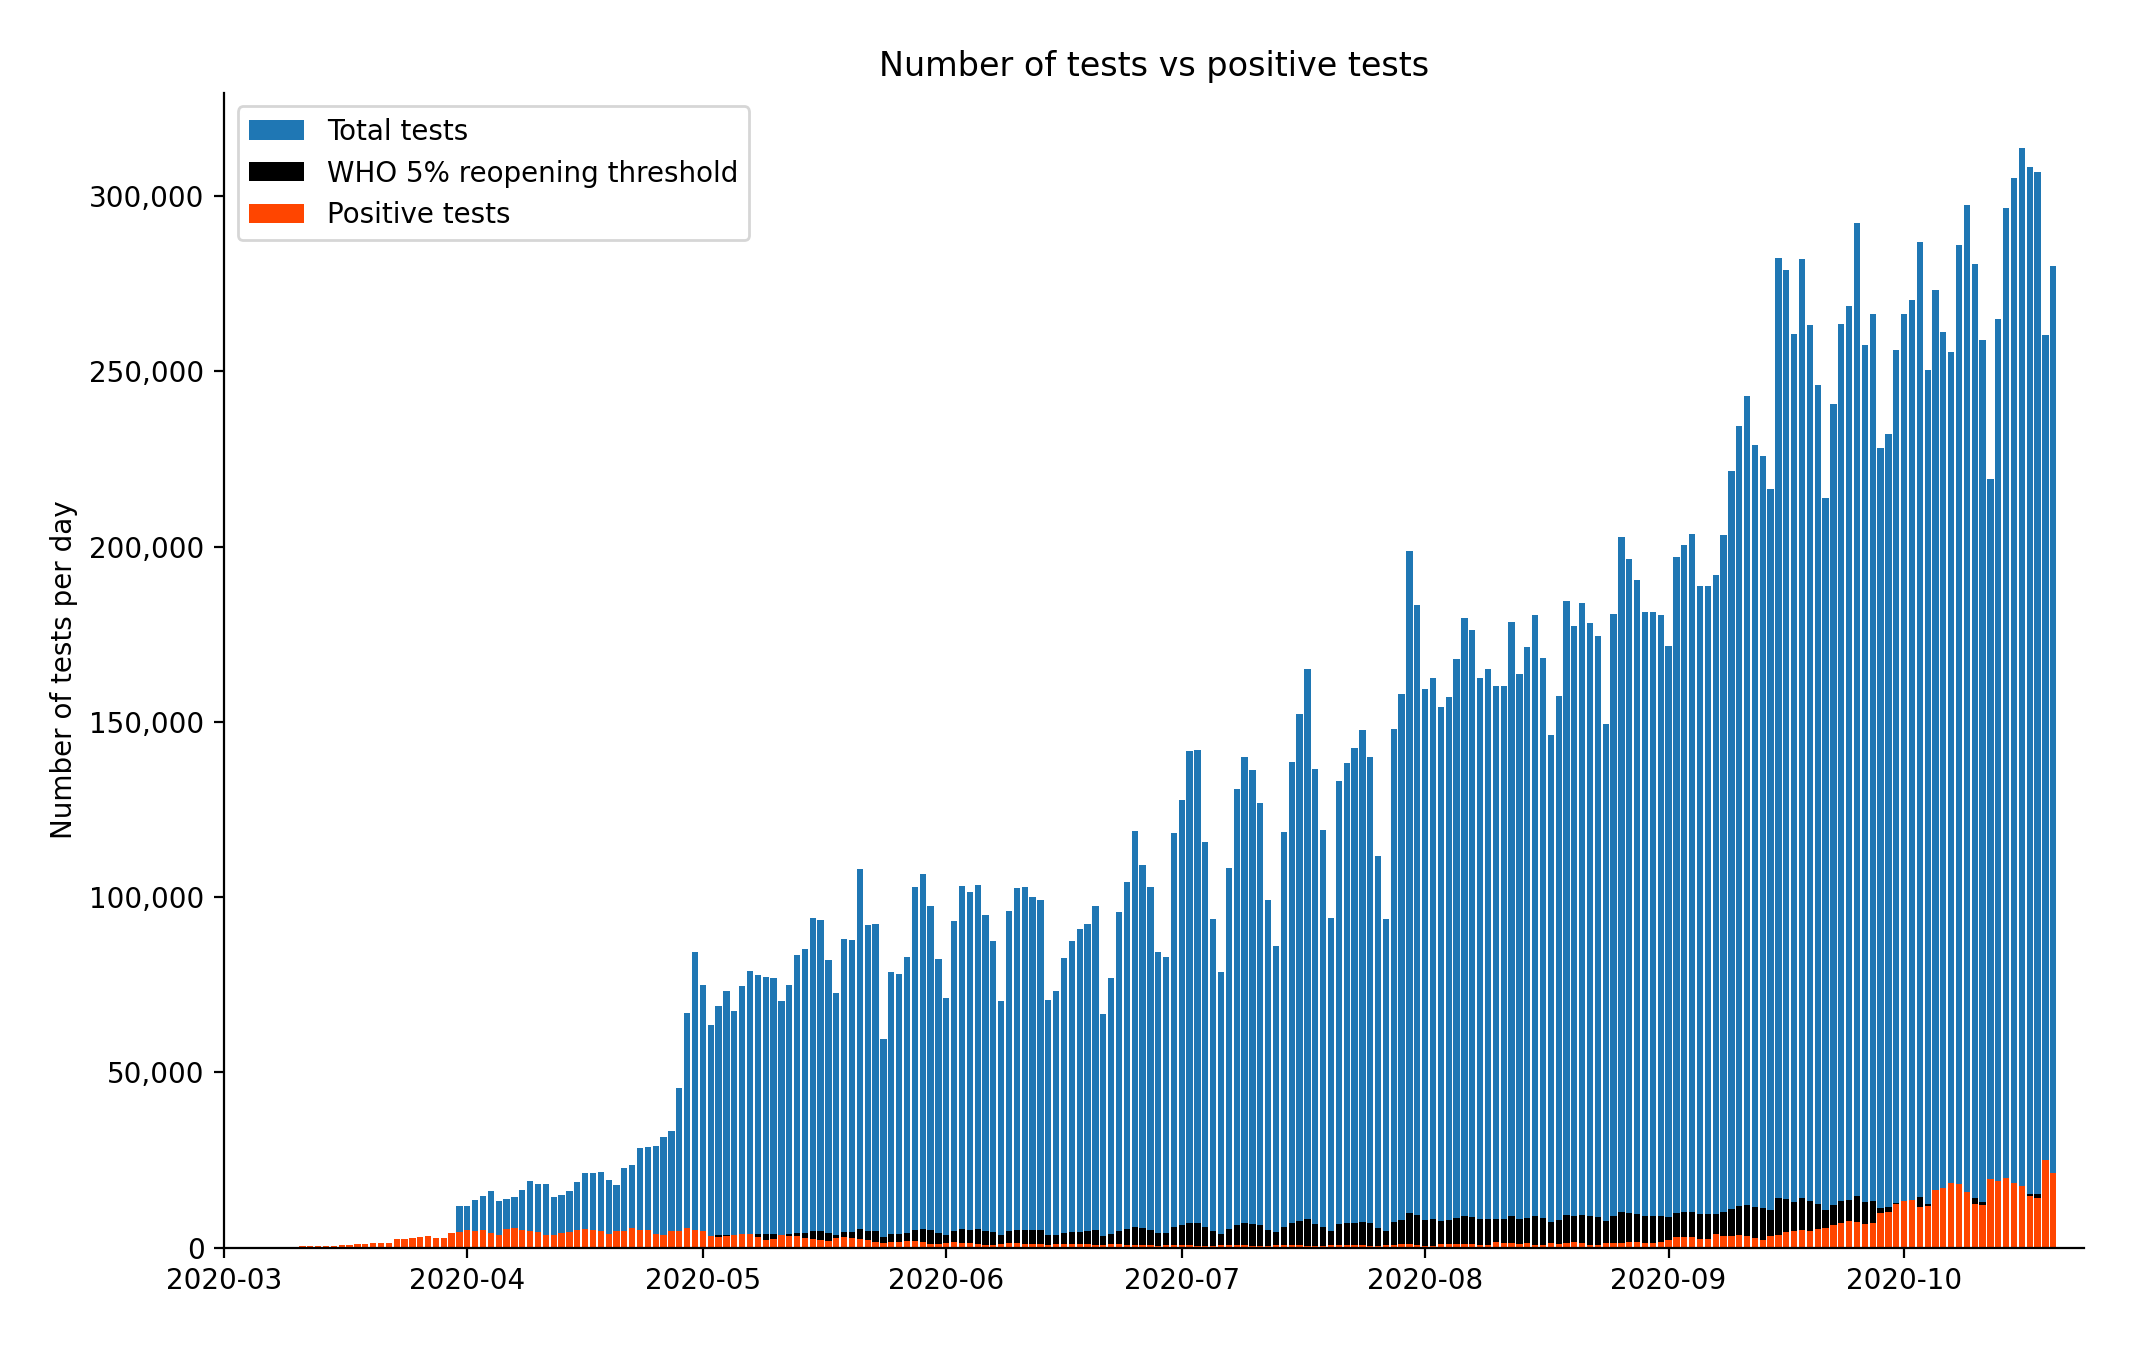 Number of tests vs positive tests
Total tests
WHO 5% reopening threshold
Positive tests
Number of tests per day
300,000
250,000
200,000
150,000
100,000
50,000
0
2020-03 2020-04 2020-05 2020-06 2020-07 2020-08 2020-09 2020-10